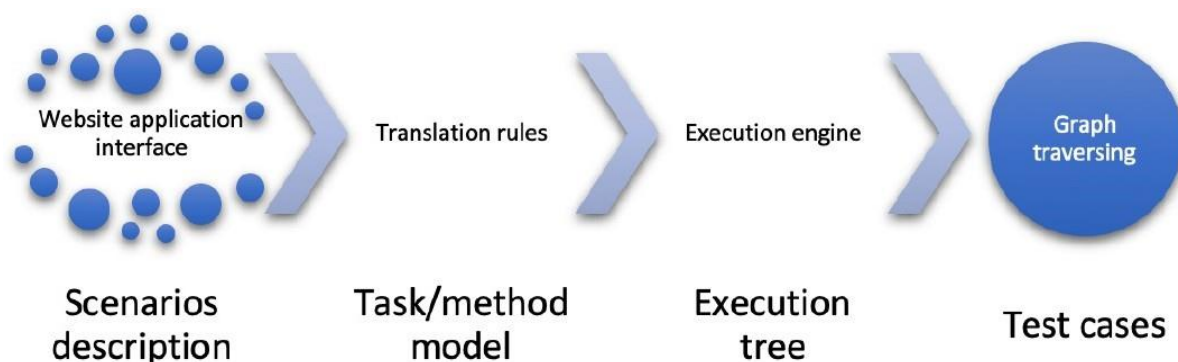 Website application
interface
Translation rules
Execution engine
Graph
traversing
Scenarios
description
Task/method
model
Execution
tree
Test cases